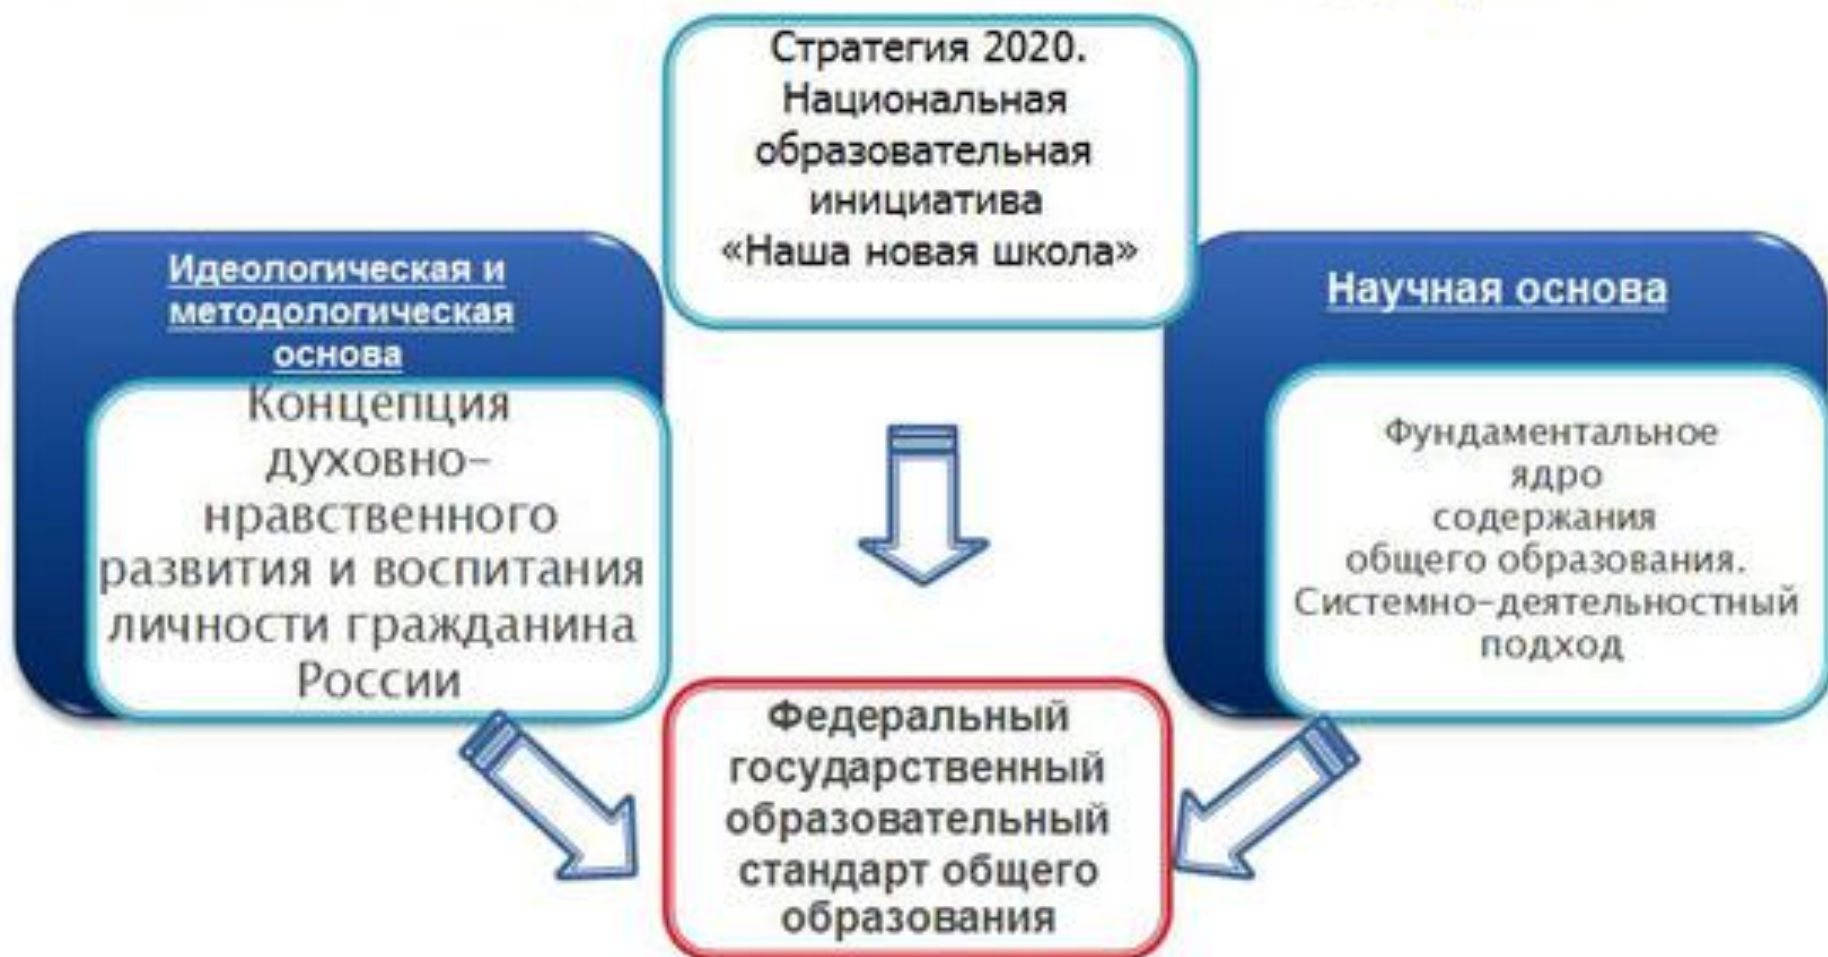 Стратегия 2020.
Национальная
образовательная
инициатива
«Наша новая школа»
Идеологическая и
методологическая
основа
Концепция
духовно-
нравственного
развития и воспитания
личности гражданина
России
Научная основа
Фундаментальное
ядро
содержания
общего образования.
Системно-деятельностный
подход
Федеральный
государственный
образовательный
стандарт общего
образования